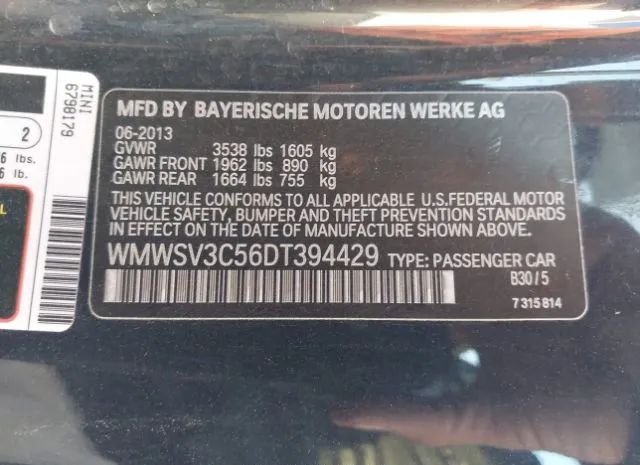 MFD BY BAYERISCHE MOTOREN WERKE AG
06-2013
GVWR 3538 lbs 1605 kg
GAWR FRONT 1962 lbs 890 kg
GAWR REAR 1664 lbs 755 kg
THIS VEHICLE CONFORMS TO ALL APPLICABLE U.S.FEDERAL MOTOR
VEHICLE SAFETY, BUMPER AND THEFT PREVENTION STANDARDS
IN EFFECT ON THE DATE OF MANUFACTURE SHOWN ABOVE.
WMWSV3C56DT394429 TYPE: PASSENGER CAR
B30/5
7315814
MINI
6798179
2
lbs.
lb.